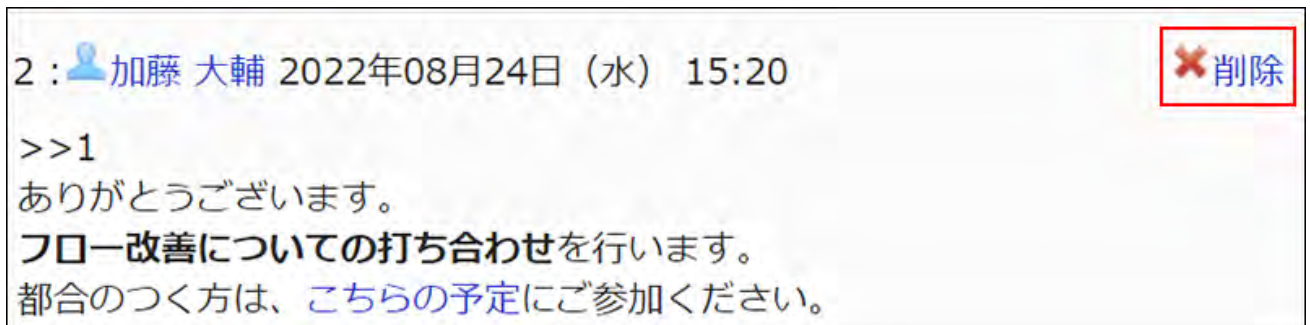 2 : 加藤 大輔 2022年08月24日（水） 15:20 削除
>>1
ありがとうございます。
フロー改善についての打ち合わせを行います。
都合のつく方は、こちらの予定にご参加ください。